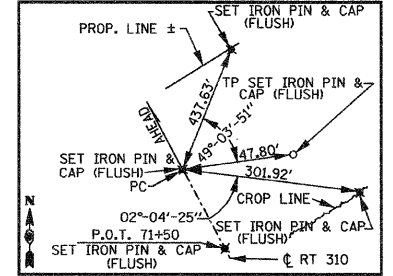 SET IRON PIN & CAP
(FLUSH)
PROP. LINE ±
TP SET IRON PIN &
CAP (FLUSH)
437.63'
49°-03'-51"
AHEAD
47.80'
301.92'
SET IRON PIN &
CAP (FLUSH)
PC
CROP LINE
02°-04'-25"
N
SET IRON PIN & CAP
(FLUSH)
P.O.T. 71+50
SET IRON PIN & CAP
(FLUSH)
℄ RT 310